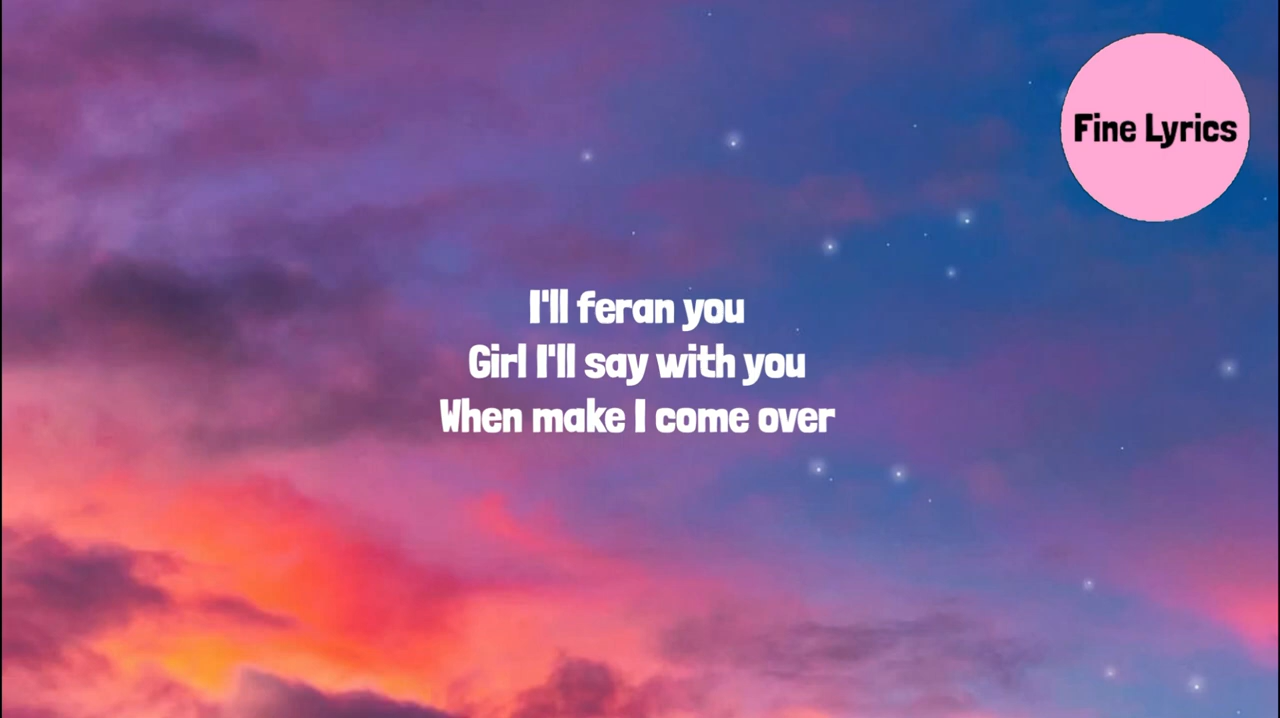 Fine Lyrics
I'll feran you
Girl I'll say with you
When make I come over